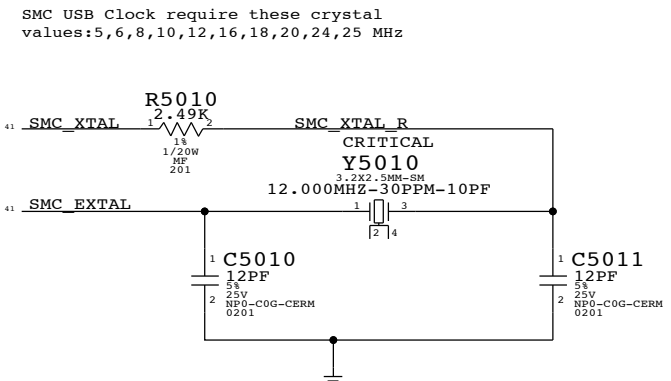 SMC USB Clock require these crystal
values:5,6,8,10,12,16,18,20,24,25 MHz
R5010
2.49K
41 SMC_XTAL 1 2 SMC_XTAL_R
1%
1/20W
MF
201
CRITICAL
Y5010
3.2X2.5MM-SM
12.000MHZ-30PPM-10PF
41 SMC_EXTAL 1 3
2 4
1 C5010
12PF
5%
25V
2 NP0-C0G-CERM
0201
1 C5011
12PF
5%
25V
2 NP0-C0G-CERM
0201